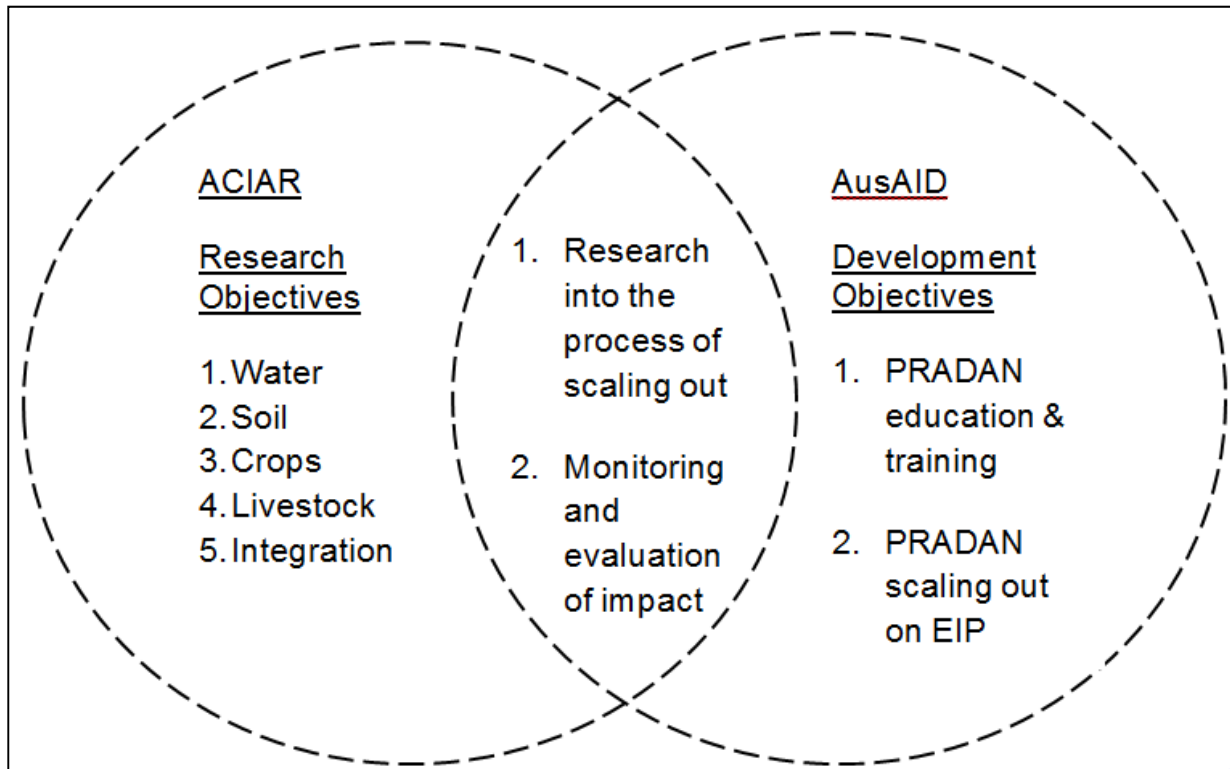 ACIAR
Research
Objectives
1. Water
2. Soil
3. Crops
4. Livestock
5. Integration
1. Research
into the
process of
scaling out
2. Monitoring
and
evaluation
of impact
AusAID
Development
Objectives
1. PRADAN
education &
training
2. PRADAN
scaling out
on EIP